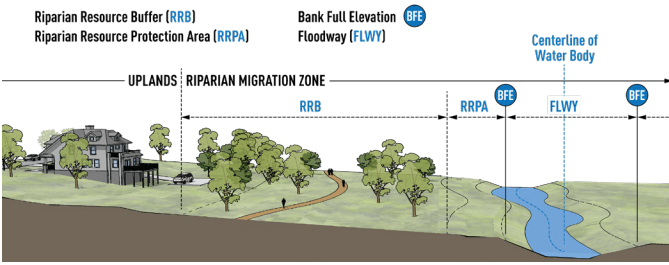 Riparian Resource Buffer (RRB)
Riparian Resource Protection Area (RRPA)
Bank Full Elevation BFE
Floodway (FLWY)
Centerline of
Water Body
UPLANDS RIPARIAN MIGRATION ZONE
BFE
BFE
RRB
RRPA
FLWY